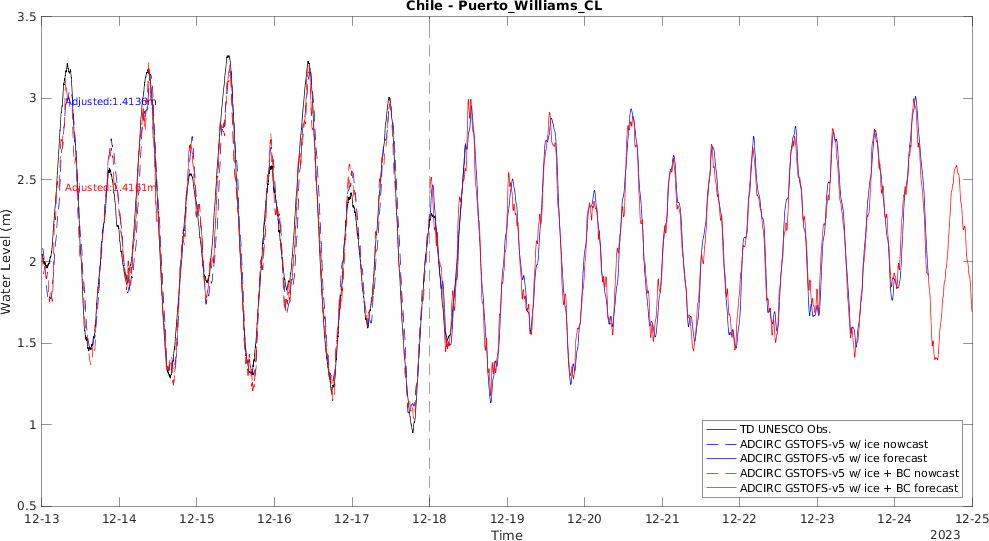 Chile - Puerto_Williams_CL
3.5
3
2.5
2
1.5
1
0.5
Water Level (m)
Adjusted:1.4136m
Adjusted:1.4161m
TD UNESCO Obs.
ADCIRC GSTOFS-v5 w/ ice nowcast
ADCIRC GSTOFS-v5 w/ ice forecast
ADCIRC GSTOFS-v5 w/ ice + BC nowcast
ADCIRC GSTOFS-v5 w/ ice + BC forecast
12-13 12-14 12-15 12-16 12-17 12-18 12-19 12-20 12-21 12-22 12-23 12-24 12-25
Time
2023